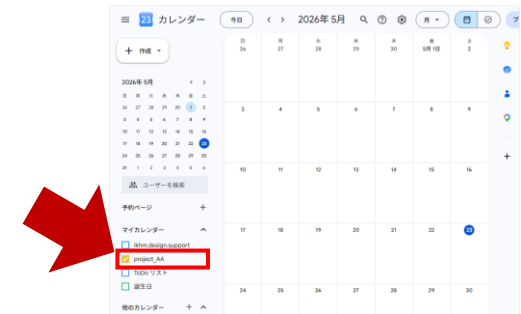 23 カレンダー 今日 2026年 5月 月
作成
日 月 火 水 木 金 土
26 27 28 29 30 5月 1日 2
2026年 5月
日 月 火 水 木 金 土
26 27 28 29 30 1 2
3 4 5 6 7 8 9
10 11 12 13 14 15 16
17 18 19 20 21 22 23
24 25 26 27 28 29 30
31 1 2 3 4 5 6
3 4 5 6 7 8 9
10 11 12 13 14 15 16
ユーザーを検索
予約ページ
マイカレンダー
17 18 19 20 21 22 23
ikhm.design.support
project_AA
ToDo リスト
誕生日
24 25 26 27 28 29 30
他のカレンダー